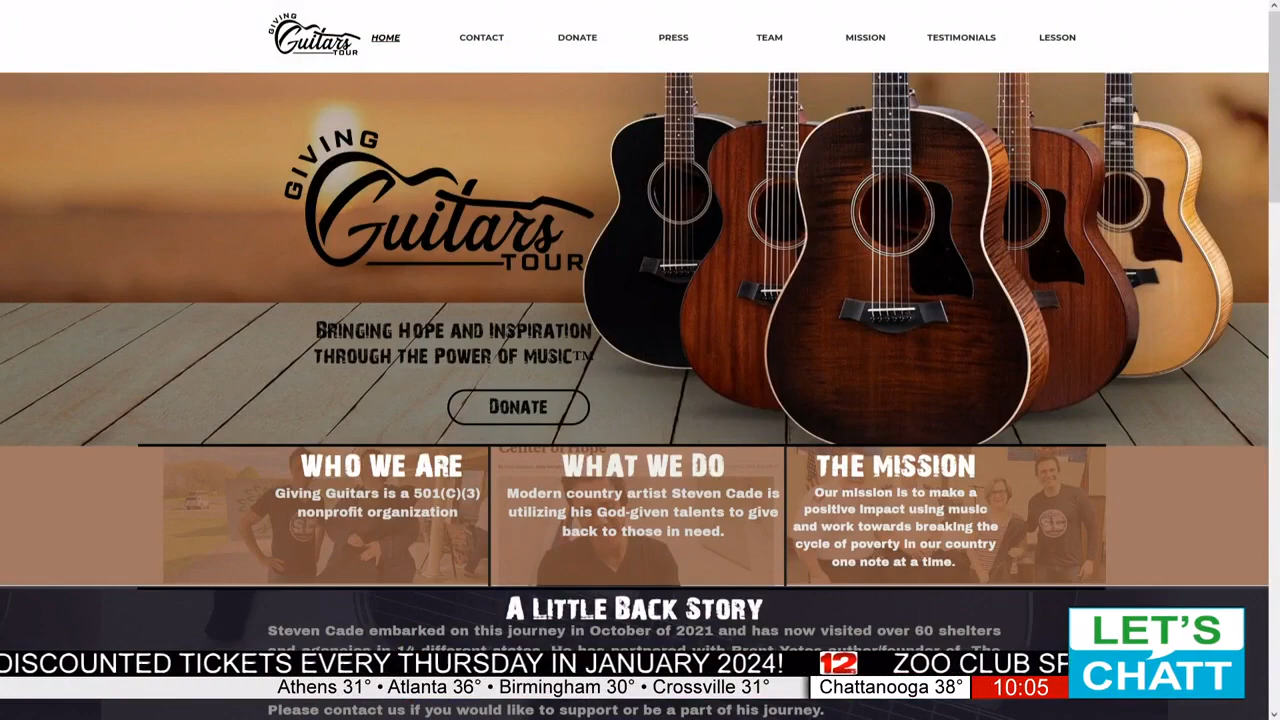 GIVING
Guitars
TOUR
HOME
CONTACT
DONATE
PRESS
TEAM
MISSION
TESTIMONIALS
LESSON
GIVING
Guitars
TOUR
BRINGING HOPE AND INSPIRATION
THROUGH THE POWER OF MUSIC™
DONATE
Center of Hope
WHO WE ARE
Giving Guitars is a 501(C)(3)
nonprofit organization
WHAT WE DO
Modern country artist Steven Cade is
utilizing his God-given talents to give
back to those in need.
THE MISSION
Our mission is to make a
positive impact using music
and work towards breaking the
cycle of poverty in our country
one note at a time.
A LITTLE BACK STORY
Steven Cade embarked on this journey in October of 2021 and has now visited over 60 shelters
DISCOUNTED TICKETS EVERY THURSDAY IN JANUARY 2024! 12 ZOO CLUB
Athens 31° • Atlanta 36° • Birmingham 30° • Crossville 31°
Chattanooga 38°
10:05
LET'S
CHATT
Please contact us if you would like to support or be a part of his journey.